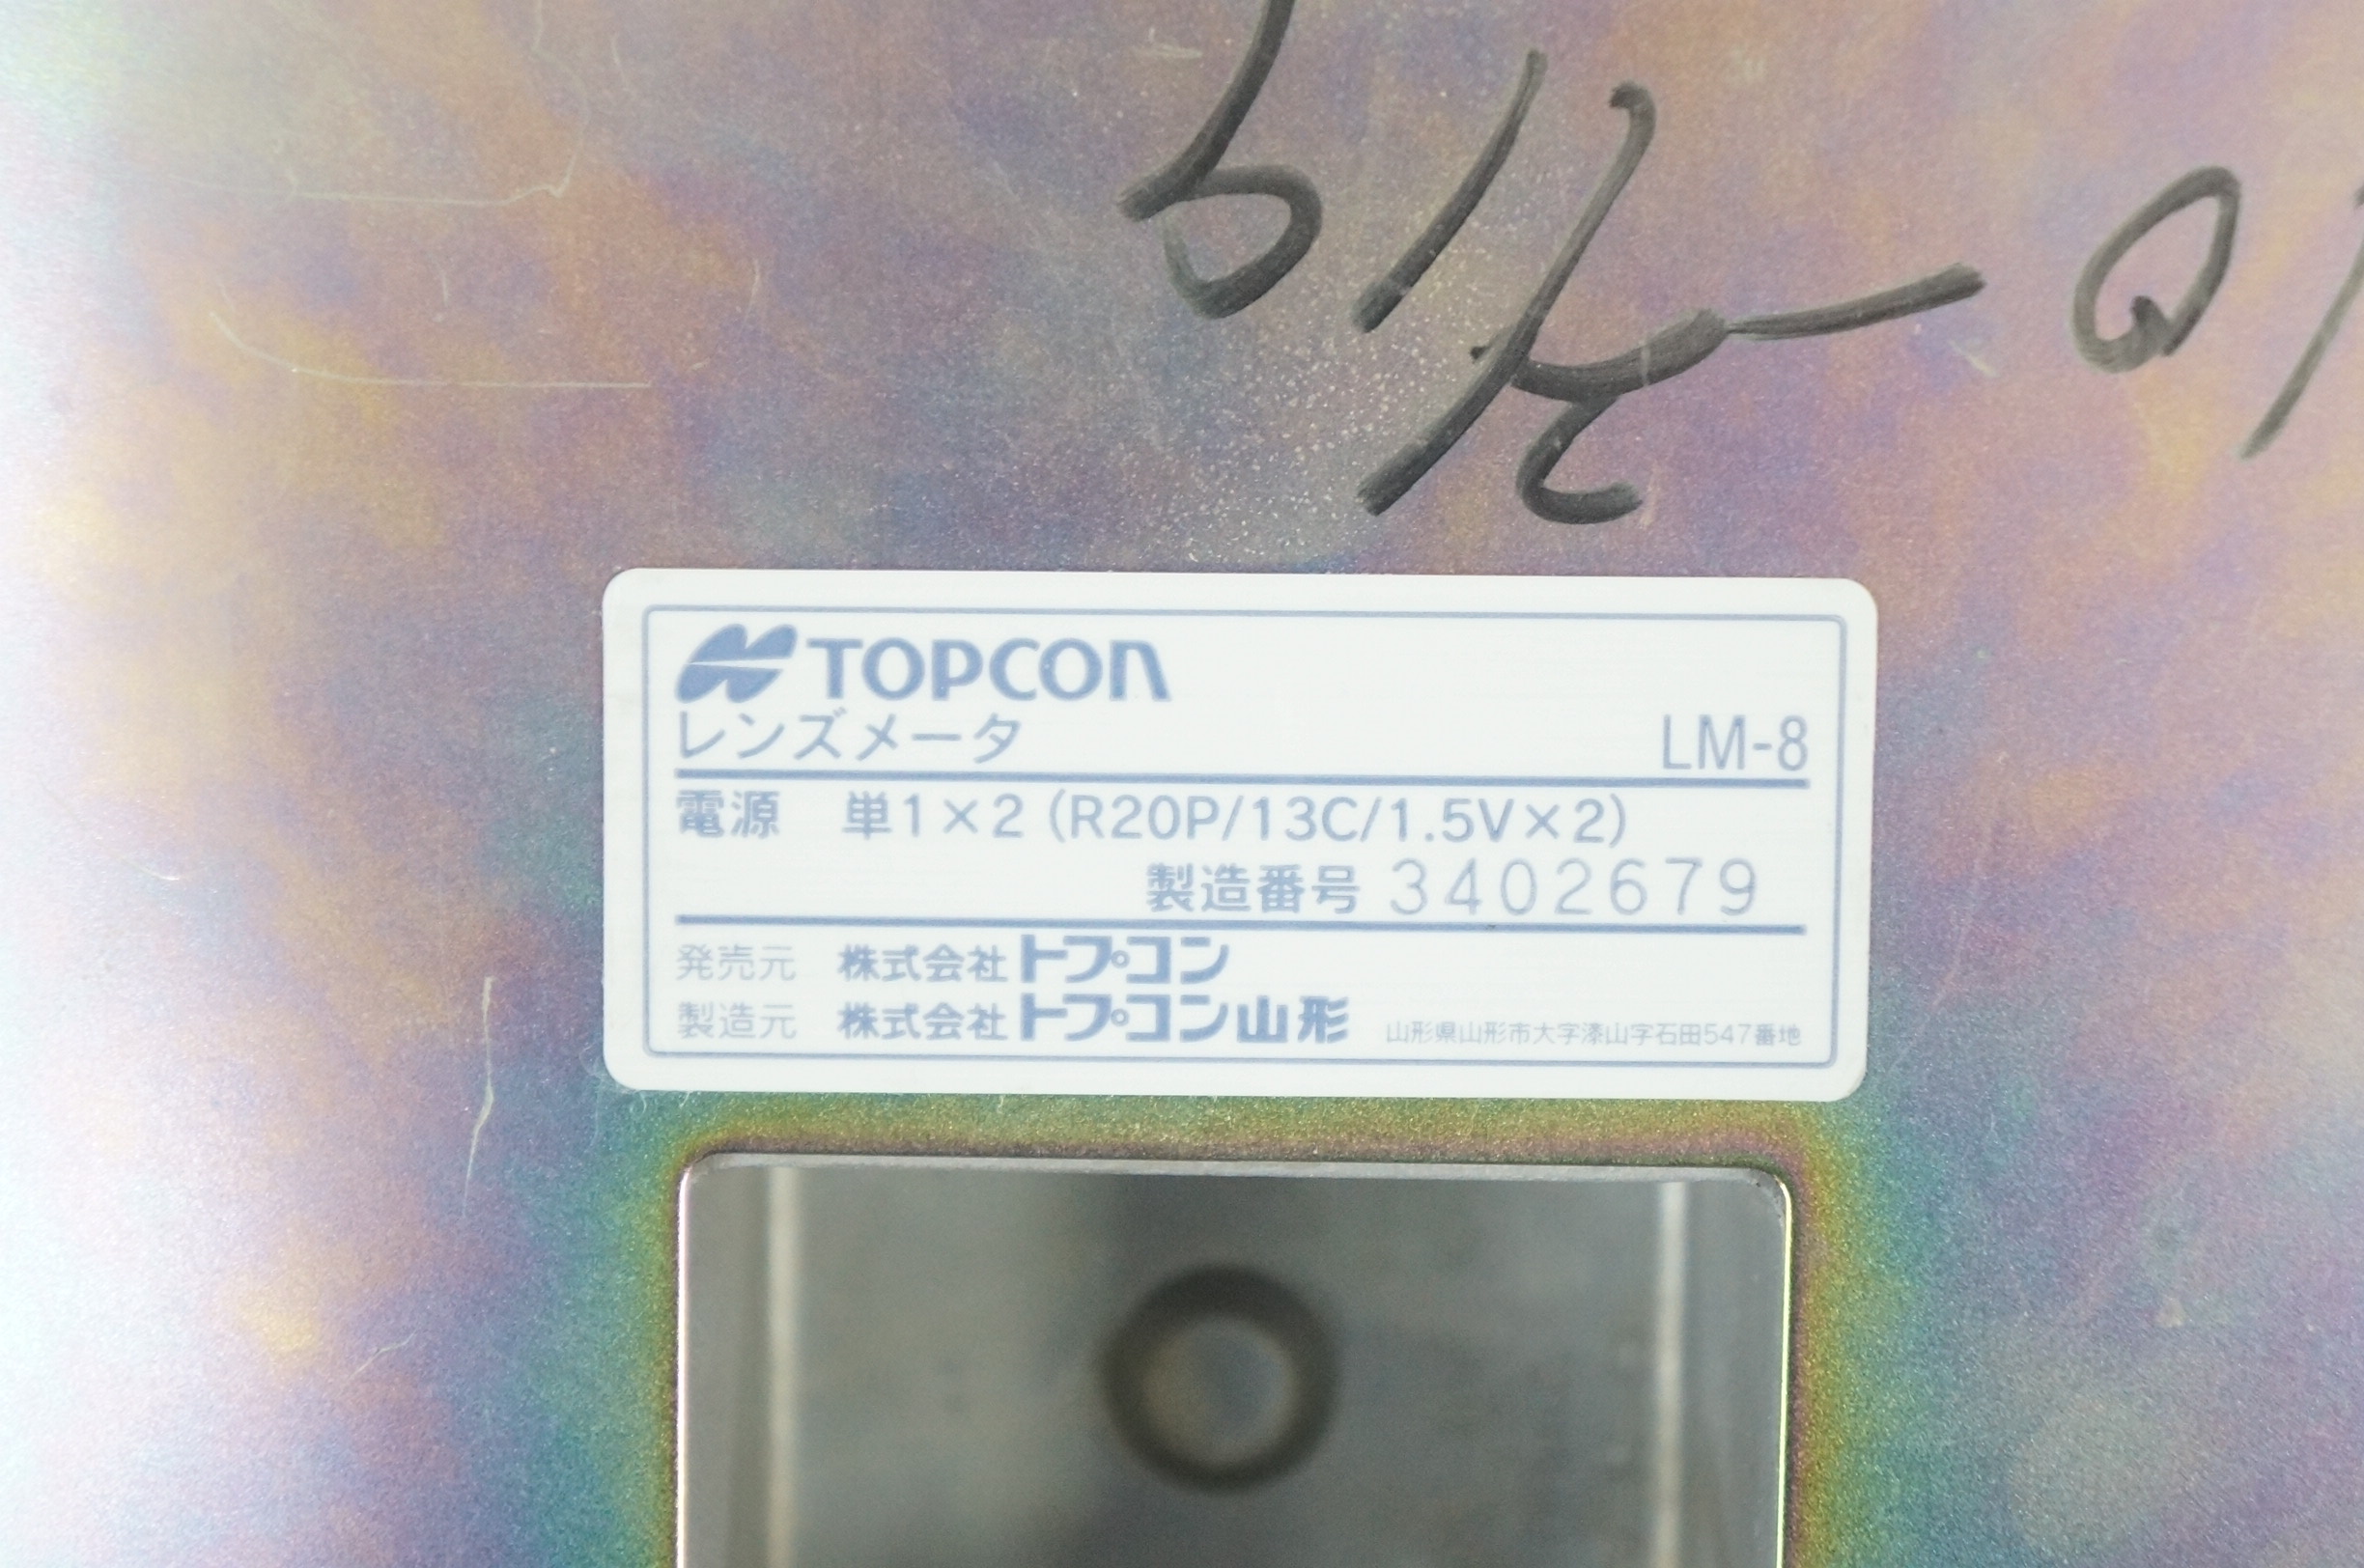 TOPCON
レンズメータ LM-8
電源 単1×2 (R20P/13C/1.5V×2)
製造番号 3402679
発売元 株式会社トプコン
製造元 株式会社トプコン山形 山形県山形市大字漆山字石田547番地